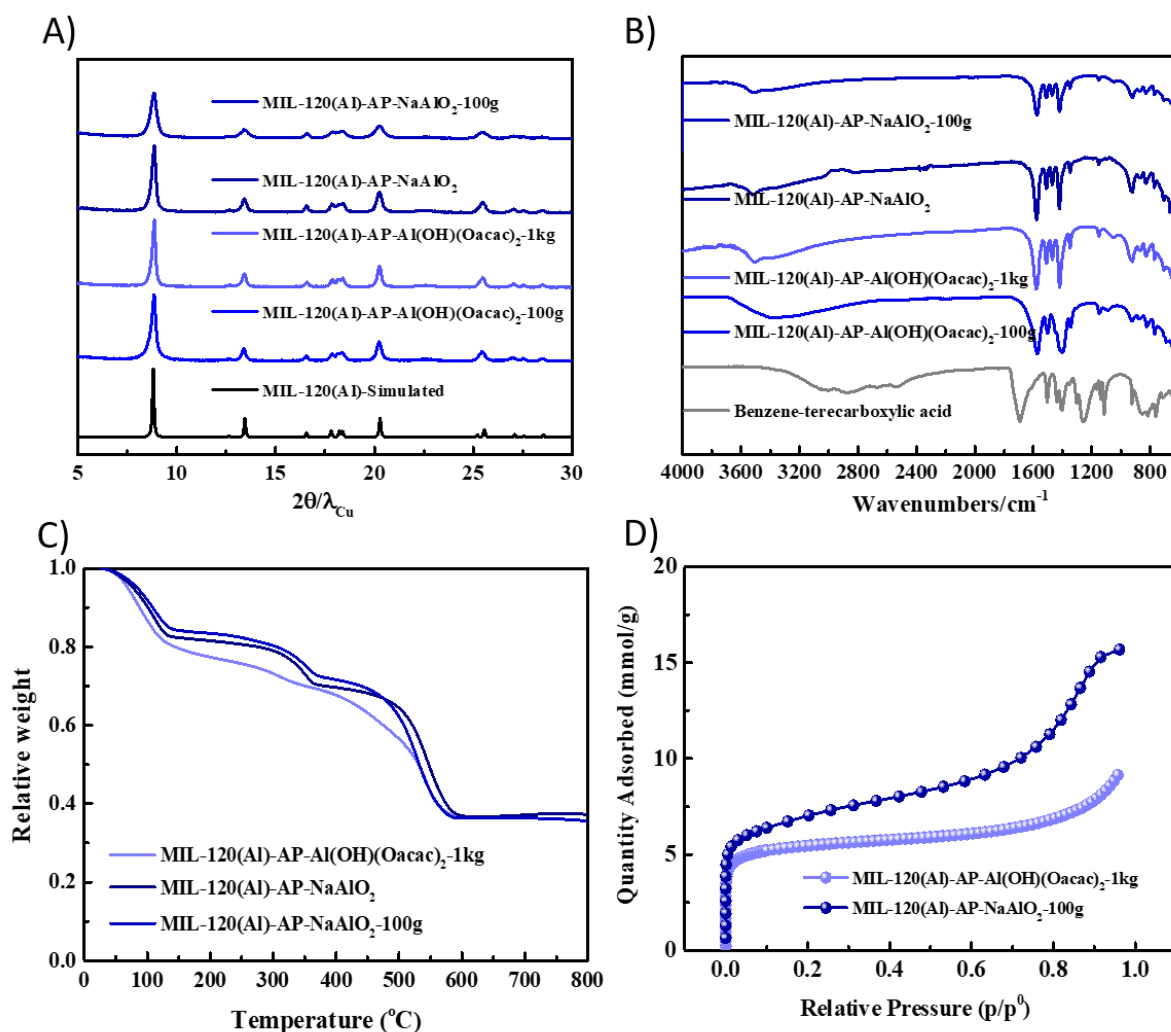 A)
MIL-120(Al)-AP-NaAlO₂-100g
MIL-120(Al)-AP-NaAlO₂
MIL-120(Al)-AP-Al(OH)(Oacac)₂-1kg
MIL-120(Al)-AP-Al(OH)(Oacac)₂-100g
MIL-120(Al)-Simulated
5 10 15 20 25 30
2θ/λCu
B)
MIL-120(Al)-AP-NaAlO₂-100g
MIL-120(Al)-AP-NaAlO₂
MIL-120(Al)-AP-Al(OH)(Oacac)₂-1kg
MIL-120(Al)-AP-Al(OH)(Oacac)₂-100g
Benzene-terecarboxylic acid
4000 3600 3200 2800 2400 2000 1600 1200 800
Wavenumbers/cm⁻¹
C)
Relative weight
1.0
0.8
0.6
0.4
0.2
0.0
MIL-120(Al)-AP-Al(OH)(Oacac)₂-1kg
MIL-120(Al)-AP-NaAlO₂
MIL-120(Al)-AP-NaAlO₂-100g
0 100 200 300 400 500 600 700 800
Temperature (°C)
D)
Quantity Adsorbed (mmol/g)
20
15
10
5
0
MIL-120(Al)-AP-Al(OH)(Oacac)₂-1kg
MIL-120(Al)-AP-NaAlO₂-100g
0.0 0.2 0.4 0.6 0.8 1.0
Relative Pressure (p/p⁰)